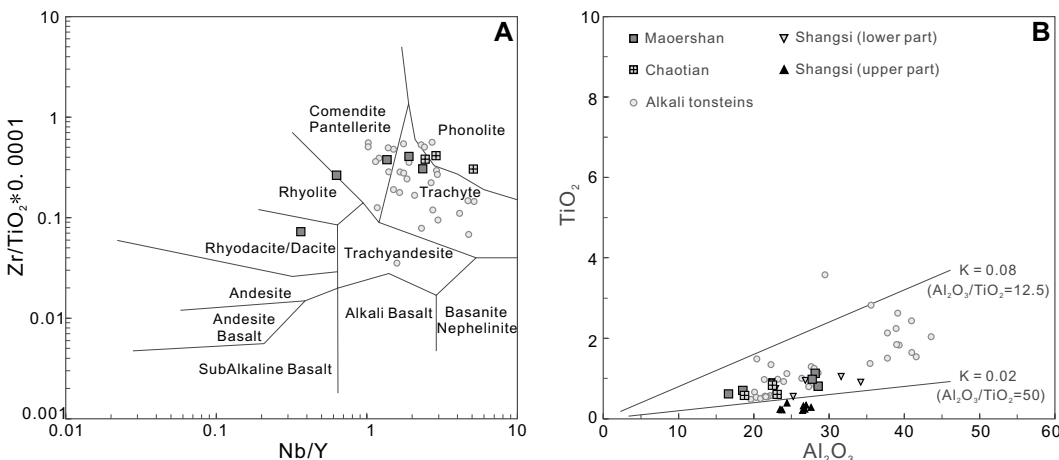 A
10
1
0.1
0.01
0.001
Zr/TiO₂*0. 0001
0.01
0.1
1
10
Nb/Y
Comendite
Pantellerite
Phonolite
Rhyolite
Trachyte
Rhyodacite/Dacite
Trachyandesite
Andesite
Andesite
Basalt
Alkali Basalt
Basanite
Nephelinite
SubAlkaline Basalt
B
10
8
6
4
2
0
TiO₂
0
10
20
30
40
50
60
Al₂O₃
Maoershan
Shangsi (lower part)
Chaotian
Shangsi (upper part)
Alkali tonsteins
K = 0.08
(Al₂O₃/TiO₂=12.5)
K = 0.02
(Al₂O₃/TiO₂=50)